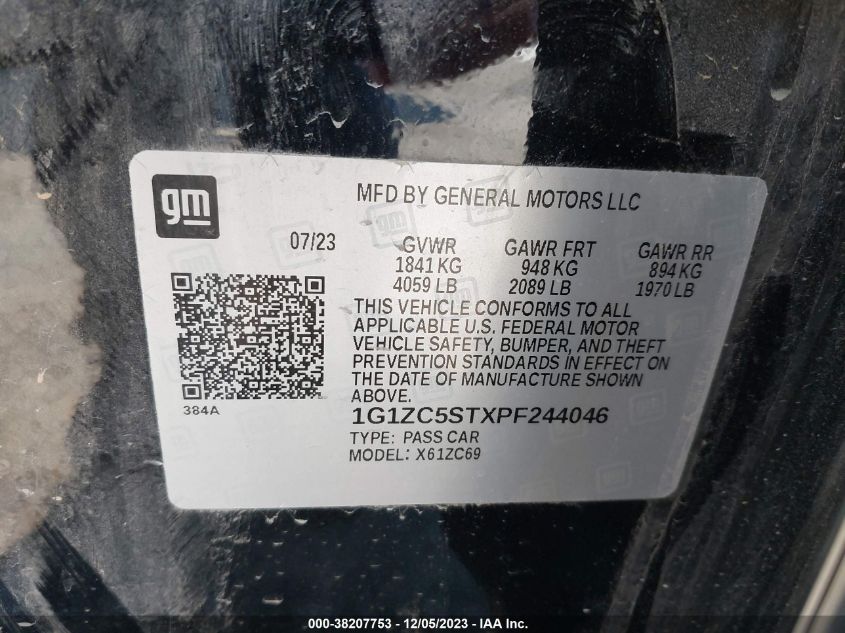 gm
MFD BY GENERAL MOTORS LLC
07/23
GVWR GAWR FRT GAWR RR
1841 KG 948 KG 894 KG
4059 LB 2089 LB 1970 LB
THIS VEHICLE CONFORMS TO ALL
APPLICABLE U.S. FEDERAL MOTOR
VEHICLE SAFETY, BUMPER, AND THEFT
PREVENTION STANDARDS IN EFFECT ON
THE DATE OF MANUFACTURE SHOWN
ABOVE.
384A
1G1ZC5STXPF244046
TYPE: PASS CAR
MODEL: X61ZC69
000-38207753 - 12/05/2023 - IAA Inc.